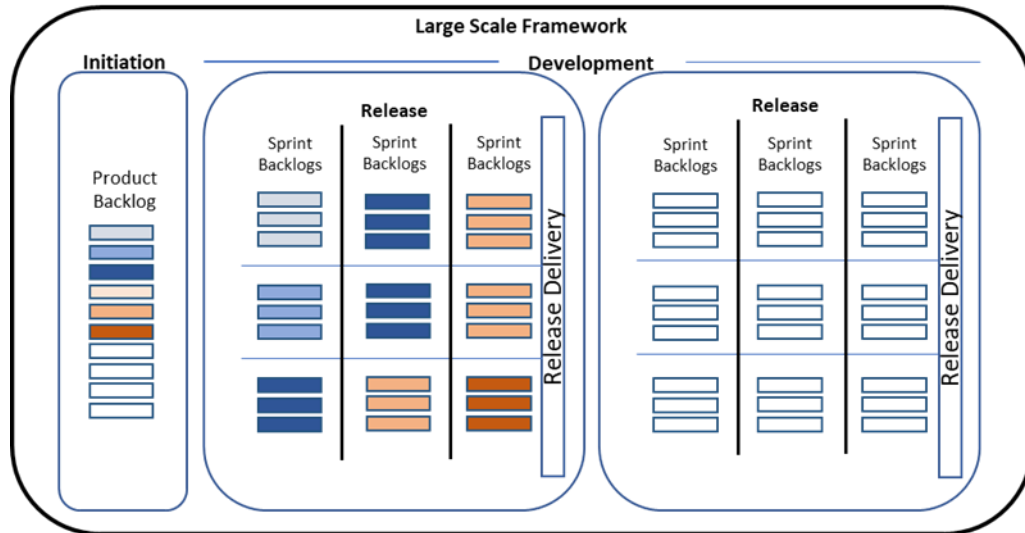 Large Scale Framework
Initiation
Development
Product
Backlog
Release
Sprint
Backlogs
Sprint
Backlogs
Sprint
Backlogs
Release Delivery
Release
Sprint
Backlogs
Sprint
Backlogs
Sprint
Backlogs
Release Delivery